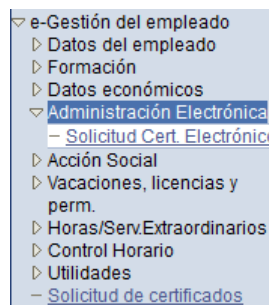 e-Gestión del empleado
Datos del empleado
Formación
Datos económicos
Administración Electrónica
– Solicitud Cert. Electrónico
Acción Social
Vacaciones, licencias y
perm.
Horas/Serv.Extraordinarios
Control Horario
Utilidades
– Solicitud de certificados